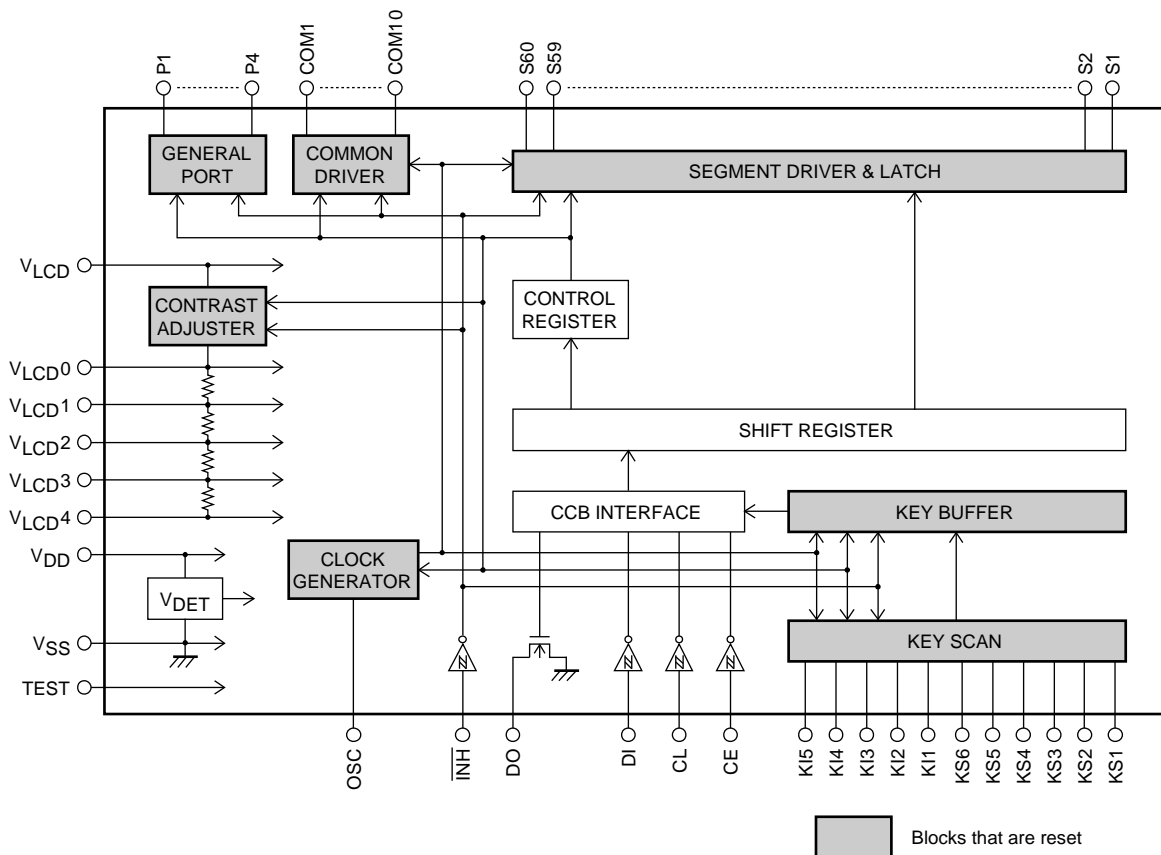 P1
P4
COM1
COM10
S60
S59
S2
S1
GENERAL
PORT
COMMON
DRIVER
SEGMENT DRIVER & LATCH
VLCD
CONTRAST
ADJUSTER
CONTROL
REGISTER
VLCD0
VLCD1
VLCD2
VLCD3
VLCD4
SHIFT REGISTER
CCB INTERFACE
KEY BUFFER
VDD
CLOCK
GENERATOR
VDET
VSS
KEY SCAN
TEST
OSC
INH
DO
DI
CL
CE
KI5
KI4
KI3
KI2
KI1
KS6
KS5
KS4
KS3
KS2
KS1
Blocks that are reset